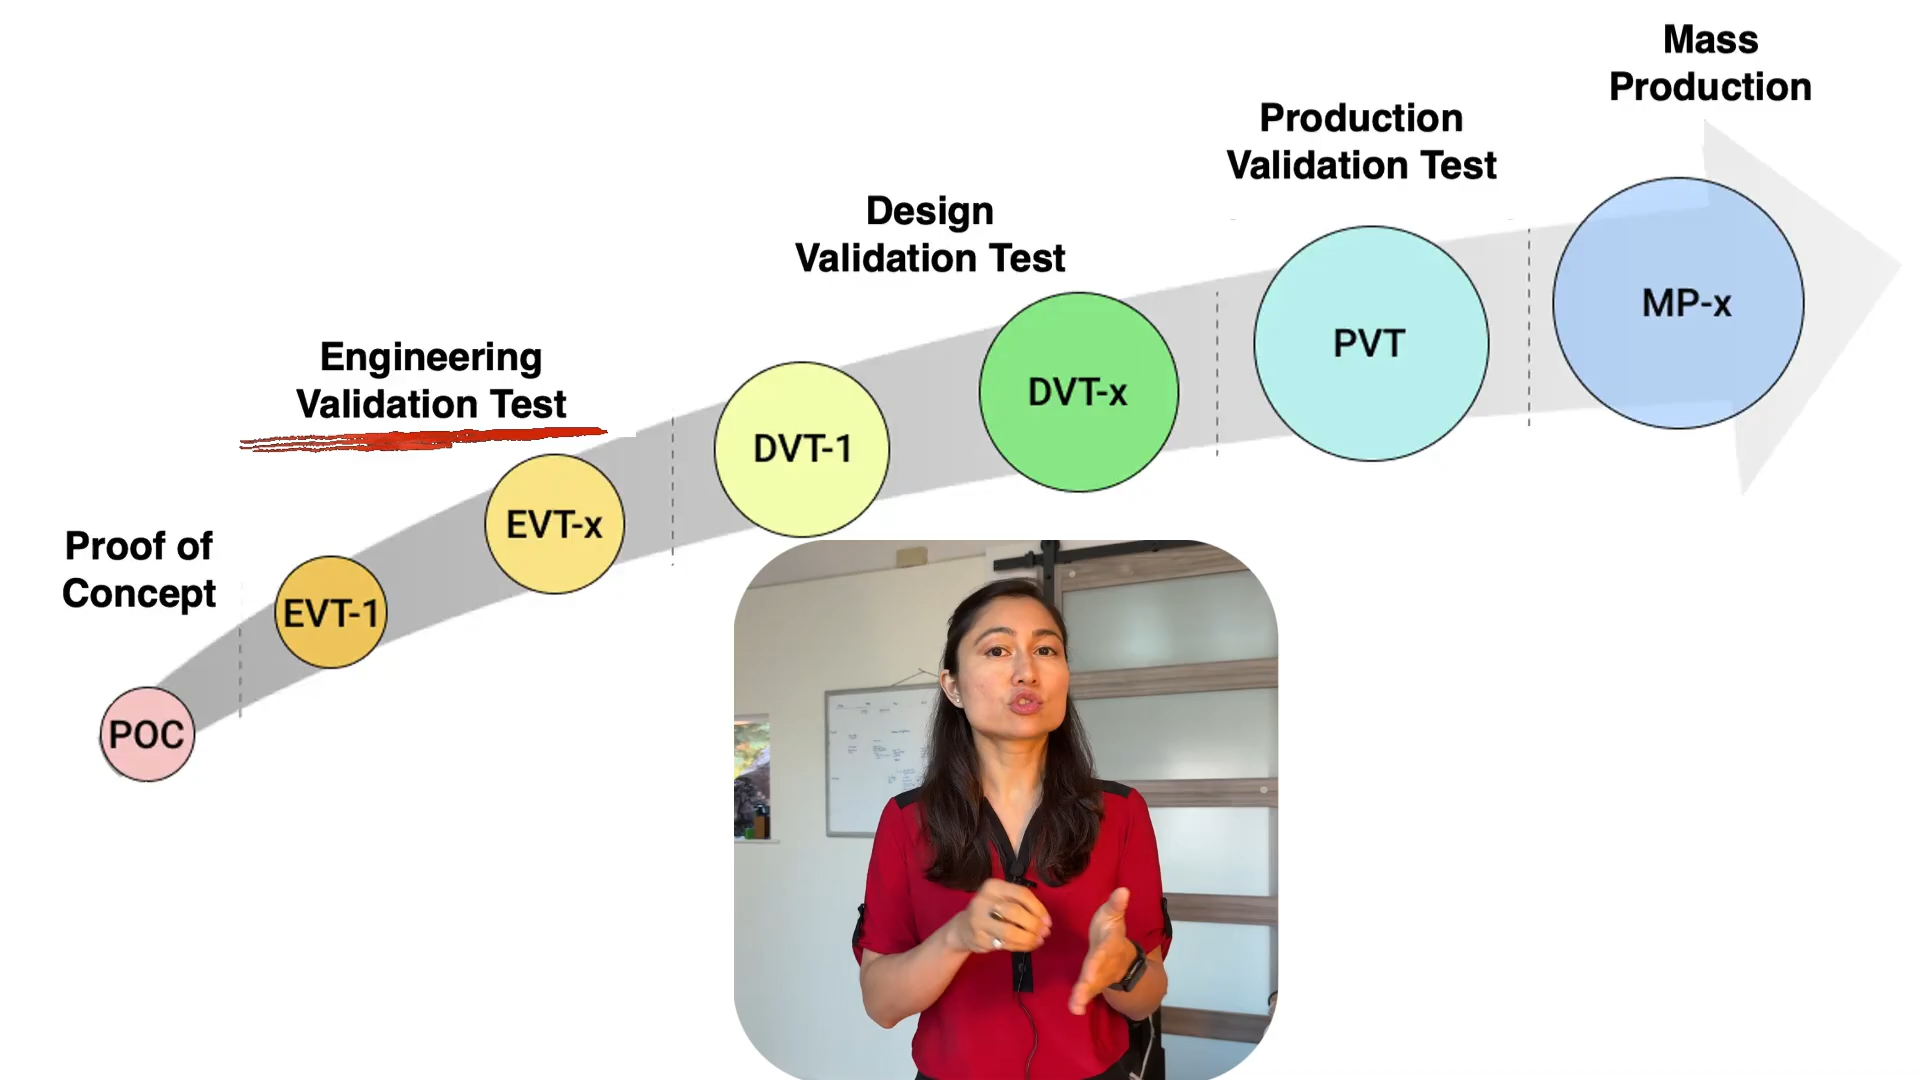 Mass
Production
Production
Validation Test
Design
Validation Test
Engineering
Validation Test
Proof of
Concept
POC
EVT-1
EVT-x
DVT-1
DVT-x
PVT
MP-x